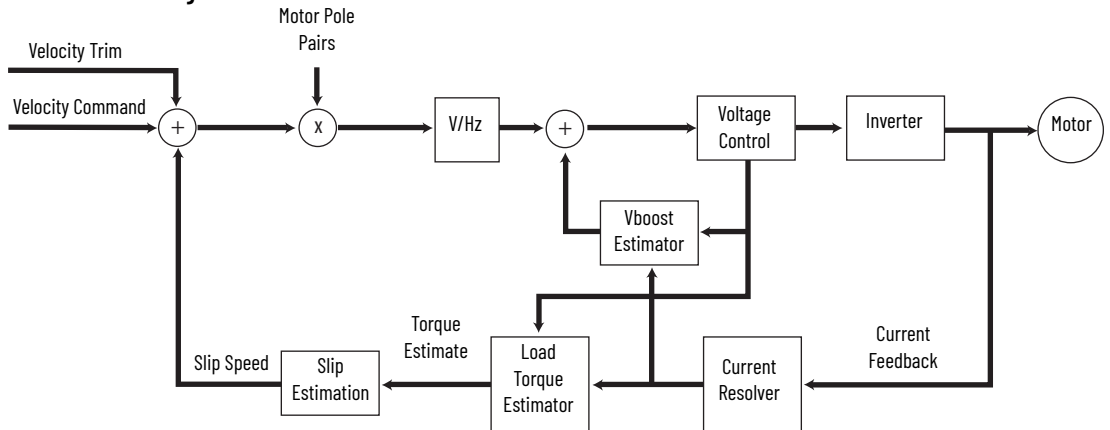 Motor Pole
Pairs
Velocity Trim
Velocity Command
+
x
V/Hz
+
Voltage
Control
Inverter
Motor
Vboost
Estimator
Torque
Estimate
Slip Speed
Slip
Estimation
Load
Torque
Estimator
Current
Resolver
Current
Feedback